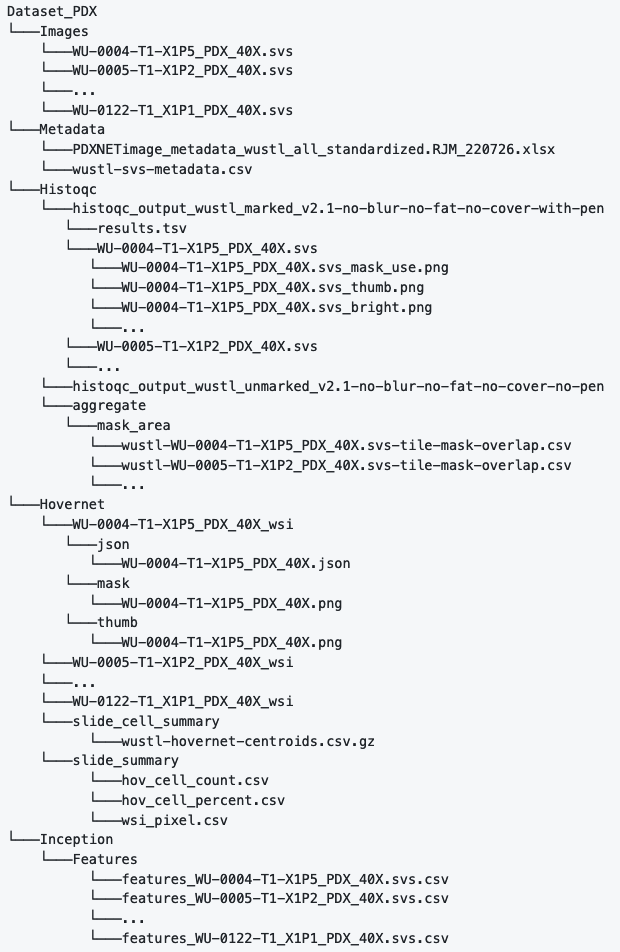 Dataset_PDX
└───Images
    └───WU-0004-T1-X1P5_PDX_40X.svs
    └───WU-0005-T1-X1P2_PDX_40X.svs
    └───...
    └───WU-0122-T1_X1P1_PDX_40X.svs
└───Metadata
    └───PDXNETimage_metadata_wustl_all_standardized.RJM_220726.xlsx
    └───wustl-svs-metadata.csv
└───Histoqc
    └───histoqc_output_wustl_marked_v2.1-no-blur-no-fat-no-cover-with-pen
       └───results.tsv
       └───WU-0004-T1-X1P5_PDX_40X.svs
          └───WU-0004-T1-X1P5_PDX_40X.svs_mask_use.png
          └───WU-0004-T1-X1P5_PDX_40X.svs_thumb.png
          └───WU-0004-T1-X1P5_PDX_40X.svs_bright.png
          └───...
       └───WU-0005-T1-X1P2_PDX_40X.svs
       └───...
    └───histoqc_output_wustl_unmarked_v2.1-no-blur-no-fat-no-cover-no-pen
    └───aggregate
       └───mask_area
          └───wustl-WU-0004-T1-X1P5_PDX_40X.svs-tile-mask-overlap.csv
          └───wustl-WU-0005-T1-X1P2_PDX_40X.svs-tile-mask-overlap.csv
          └───...
└───Hovernet
    └───WU-0004-T1-X1P5_PDX_40X_wsi
       └───json
          └───WU-0004-T1-X1P5_PDX_40X.json
       └───mask
          └───WU-0004-T1-X1P5_PDX_40X.png
       └───thumb
          └───WU-0004-T1-X1P5_PDX_40X.png
    └───WU-0005-T1-X1P2_PDX_40X_wsi
    └───...
    └───WU-0122-T1_X1P1_PDX_40X_wsi
    └───slide_cell_summary
          └───wustl-hovernet-centroids.csv.gz
    └───slide_summary
          └───hov_cell_count.csv
          └───hov_cell_percent.csv
          └───wsi_pixel.csv
└───Inception
    └───Features
          └───features_WU-0004-T1-X1P5_PDX_40X.svs.csv
          └───features_WU-0005-T1-X1P2_PDX_40X.svs.csv
          └───...
          └───features_WU-0122-T1_X1P1_PDX_40X.svs.csv